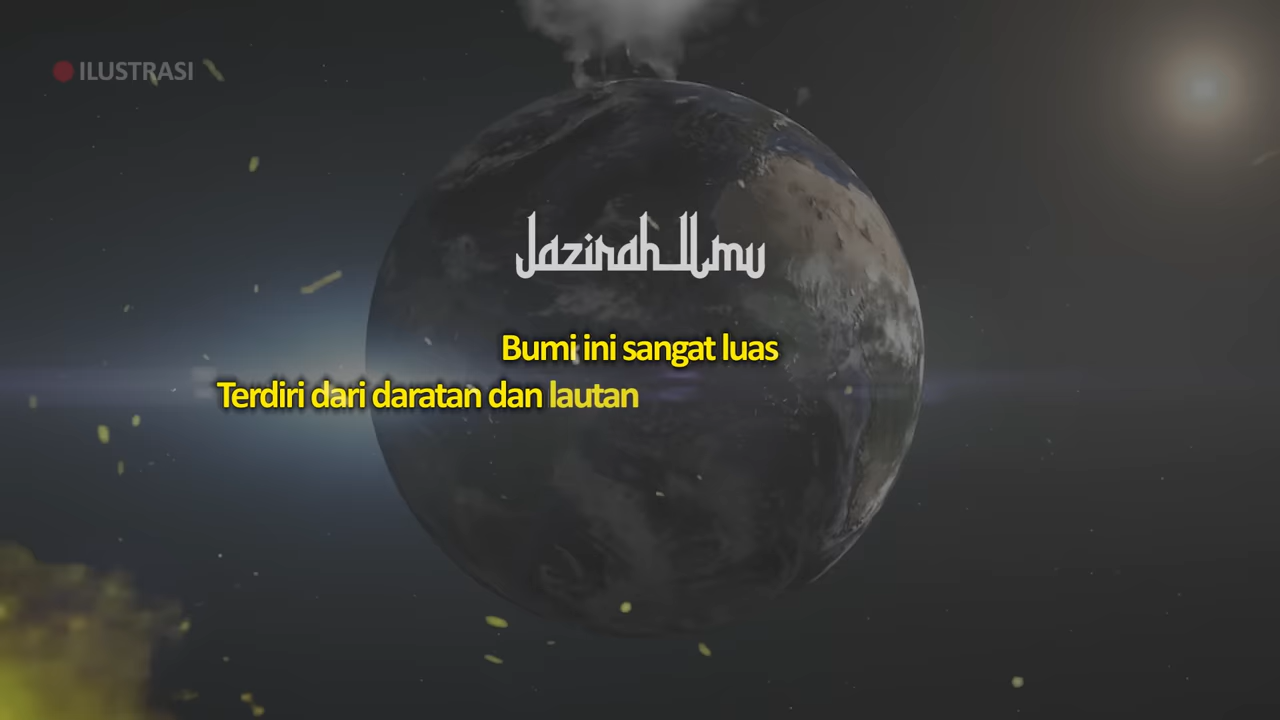 ILUSTRASI
Jazirah Ilmu
Bumi ini sangat luas
Terdiri dari daratan dan lautan